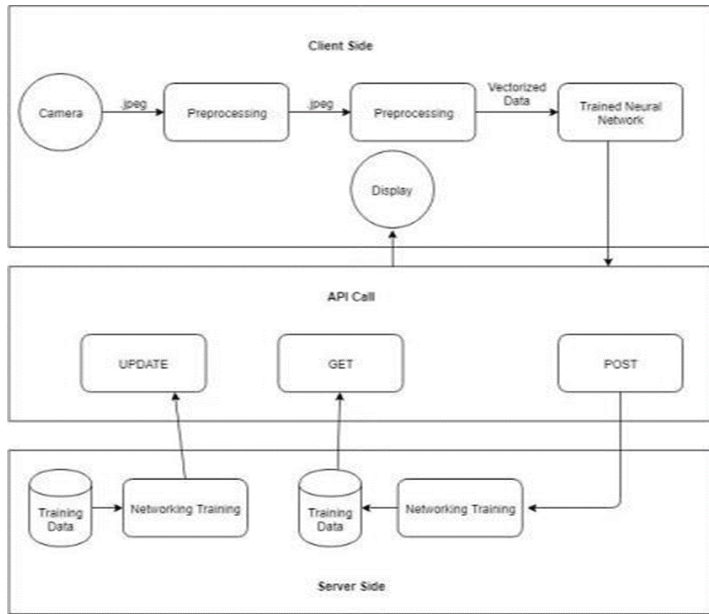 Client Side
Camera
.jpeg
Preprocessing
.jpeg
Preprocessing
Vectorized
Data
Trained Neural
Network
Display
API Call
UPDATE
GET
POST
Training
Data
Networking Training
Training
Data
Networking Training
Server Side